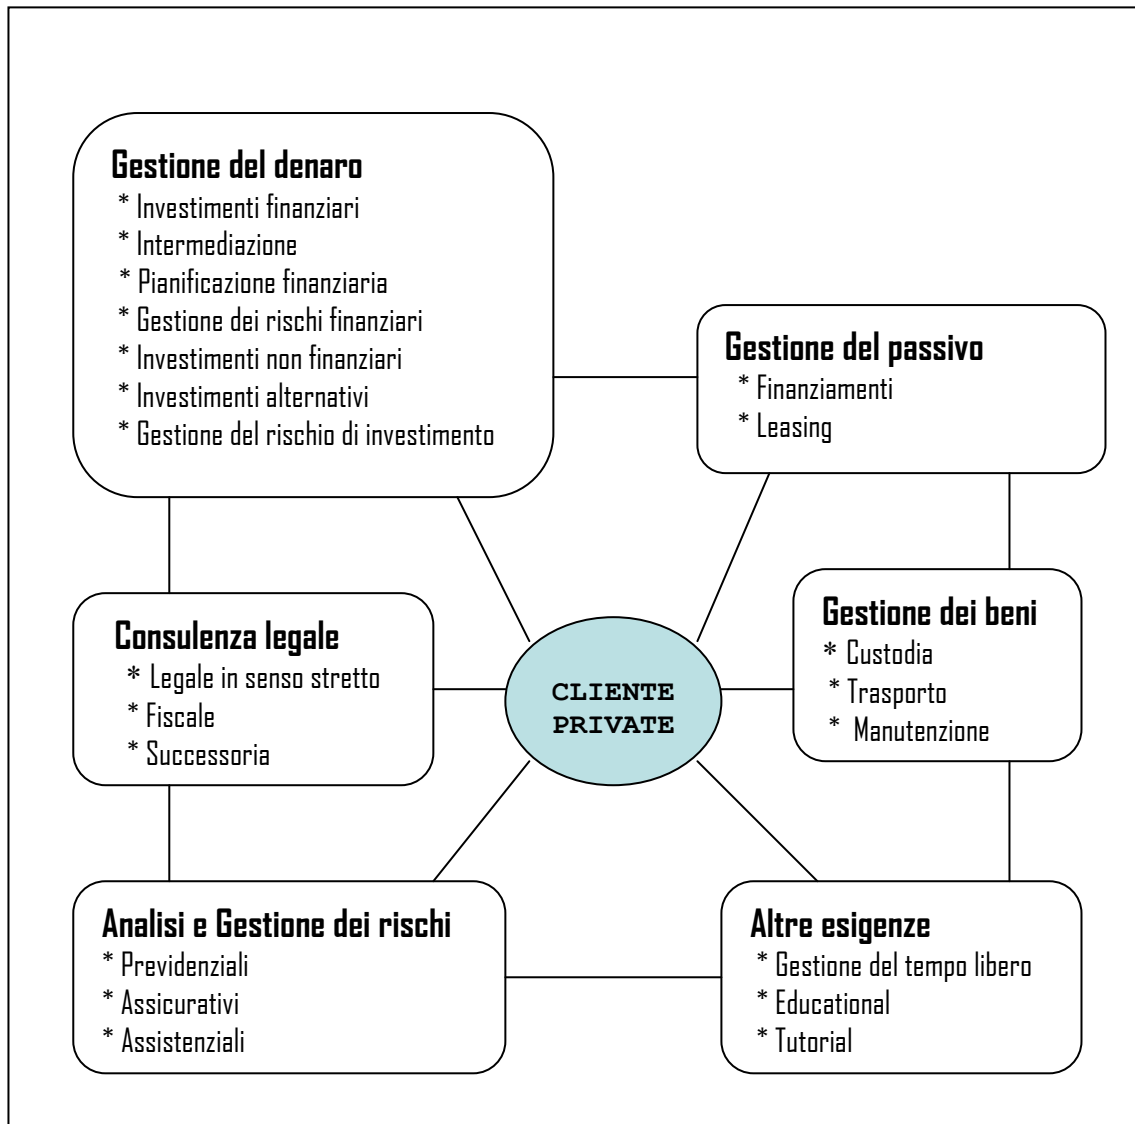 Gestione del denaro
* Investimenti finanziari
* Intermediazione
* Pianificazione finanziaria
* Gestione dei rischi finanziari
* Investimenti non finanziari
* Investimenti alternativi
* Gestione del rischio di investimento
Gestione del passivo
* Finanziamenti
* Leasing
Consulenza legale
* Legale in senso stretto
* Fiscale
* Successoria
CLIENTE
PRIVATE
Gestione dei beni
* Custodia
* Trasporto
* Manutenzione
Analisi e Gestione dei rischi
* Previdenziali
* Assicurativi
* Assistenziali
Altre esigenze
* Gestione del tempo libero
* Educational
* Tutorial